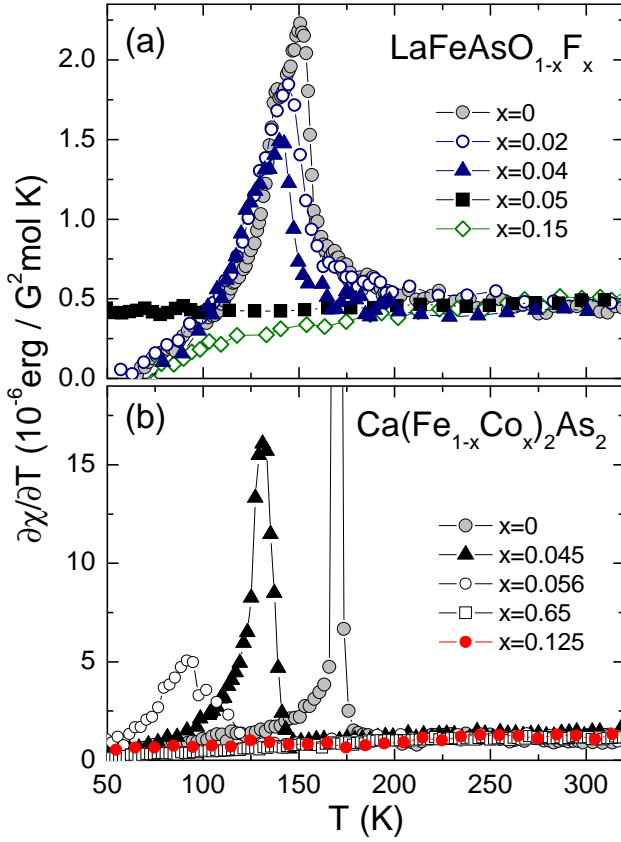 (a)
LaFeAsO1-xFx
x=0
x=0.02
x=0.04
x=0.05
x=0.15
2.0
1.5
1.0
0.5
0.0
∂χ/∂T (10⁻⁶erg / G² mol K)
(b)
Ca(Fe1-xCox)2As2
x=0
x=0.045
x=0.056
x=0.65
x=0.125
15
10
5
0
50 100 150 200 250 300
T (K)